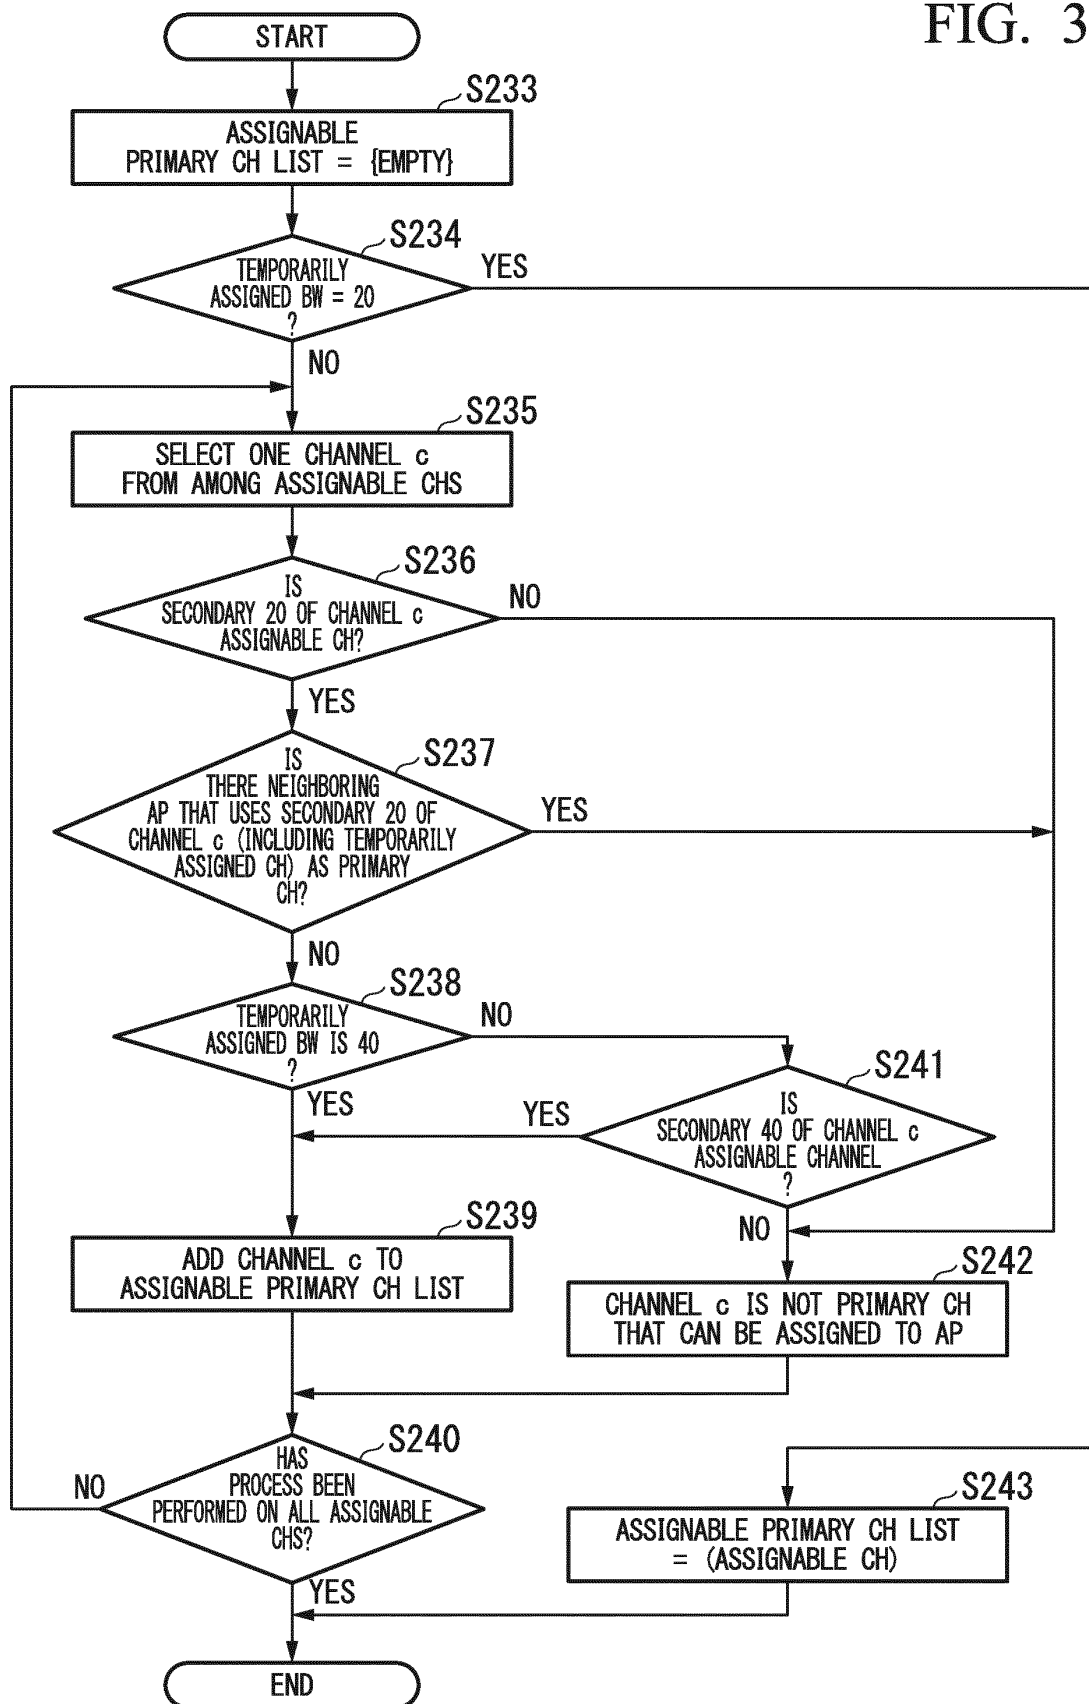 FIG. 3
START
S233
ASSIGNABLE
PRIMARY CH LIST = {EMPTY}
S234
TEMPORARILY
ASSIGNED BW = 20
?
YES
NO
S235
SELECT ONE CHANNEL c
FROM AMONG ASSIGNABLE CHS
S236
IS
SECONDARY 20 OF CHANNEL c
ASSIGNABLE CH?
NO
YES
S237
IS
THERE NEIGHBORING
AP THAT USES SECONDARY 20 OF
CHANNEL c (INCLUDING TEMPORARILY
ASSIGNED CH) AS PRIMARY
CH?
YES
NO
S238
TEMPORARILY
ASSIGNED BW IS 40
?
NO
YES
S241
IS
SECONDARY 40 OF CHANNEL c
ASSIGNABLE CHANNEL
?
YES
NO
S239
ADD CHANNEL c TO
ASSIGNABLE PRIMARY CH LIST
S242
CHANNEL c IS NOT PRIMARY CH
THAT CAN BE ASSIGNED TO AP
S240
HAS
PROCESS BEEN
PERFORMED ON ALL ASSIGNABLE
CHS?
NO
YES
S243
ASSIGNABLE PRIMARY CH LIST
= (ASSIGNABLE CH)
END